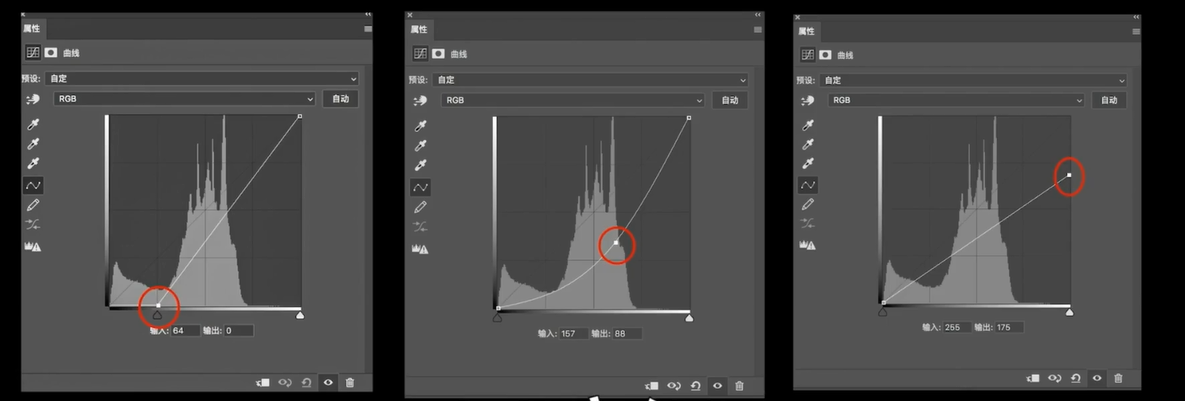 属性
曲线
预设: 自定
RGB
自动
输入: 64 输出: 0
属性
曲线
预设: 自定
RGB
自动
输入: 157 输出: 88
属性
曲线
预设: 自定
RGB
自动
输入: 255 输出: 175